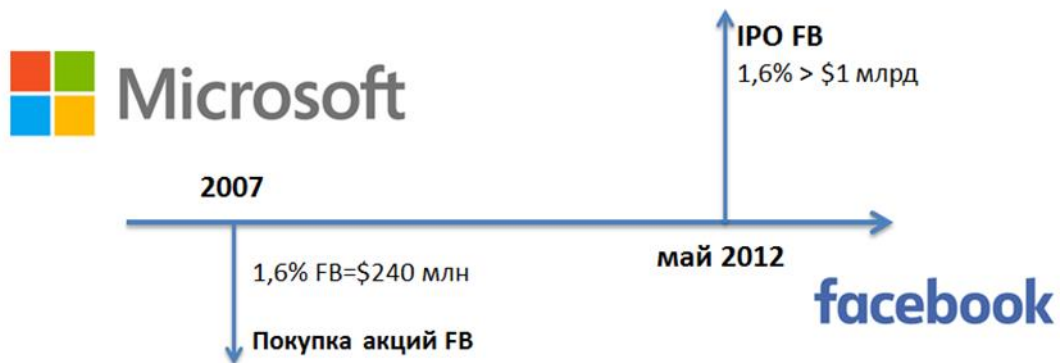 Microsoft
IPO FB
1,6% > $1 млрд
2007
май 2012
1,6% FB=$240 млн
facebook
Покупка акций FB